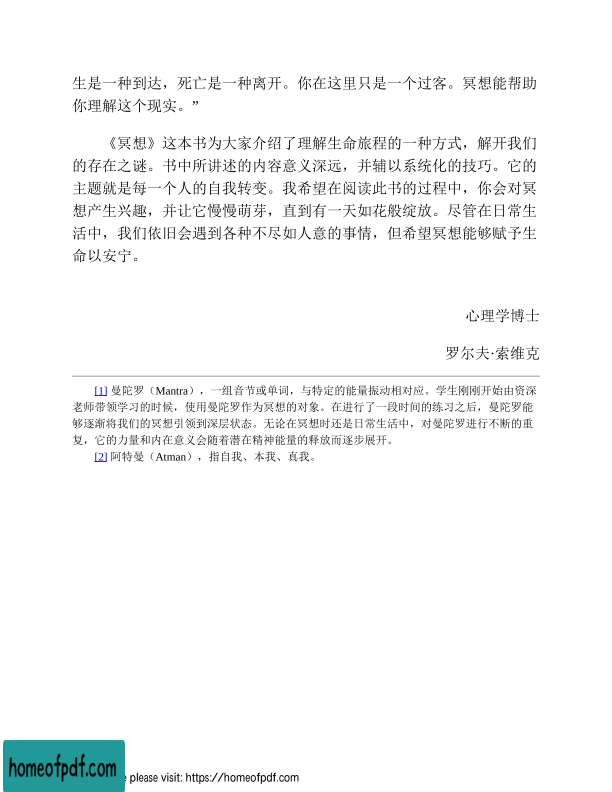 生是一种到达，死亡是一种离开。你在这里只是一个过客。冥想能帮助
你理解这个现实。”
《冥想》这本书为大家介绍了理解生命旅程的一种方式，解开我们
的存在之谜。书中所讲述的内容意义深远，并辅以系统化的技巧。它的
主题就是每一个人的自我转变。我希望在阅读此书的过程中，你会对冥
想产生兴趣，并让它慢慢萌芽，直到有一天如花般绽放。尽管在日常生
活中，我们依旧会遇到各种不尽如人意的事情，但希望冥想能够赋予生
命以安宁。
心理学博士
罗尔夫·索维克
[1] 曼陀罗（Mantra），一组音节或单词，与特定的能量振动相对应。学生刚刚开始由资深
老师带领学习的时候，使用曼陀罗作为冥想的对象。在进行了一段时间的练习之后，曼陀罗能
够逐渐将我们的冥想引领到深层状态。无论在冥想时还是日常生活中，对曼陀罗进行不断的重
复，它的力量和内在意义会随着潜在精神能量的释放而逐步展开。
[2] 阿特曼（Atman），指自我、本我、真我。
homeofpdf.com
please visit: https://homeofpdf.com